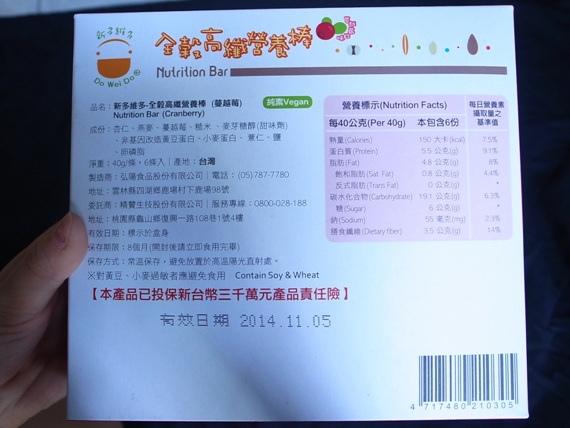 新多維多
Do Wei Do®
全穀高纖營養棒
Nutrition Bar
品名：新多維多-全穀高纖營養棒（蔓越莓） 純素Vegan
Nutrition Bar (Cranberry)
成份：杏仁、燕麥、蔓越莓、糙米、麥芽糖醇(甜味劑)
、非基因改造黃豆蛋白、小麥蛋白、薏仁、鹽
、卵磷脂
淨重：40g/條，6條入｜產地：台灣
製造商：弘陽食品股份有限公司｜電話：(05)787-7780
地址：雲林縣四湖鄉鹿場村下鹿場98號
經銷商：精贊生技股份有限公司｜服務專線：0800-028-188
地址：桃園縣龜山鄉復興一路108巷1號4樓
有效日期：標示於盒身
保存期限：8個月(開封後請立即食用完畢)
保存方式：常溫保存，避免放置於高溫陽光直射處。
※對黃豆、小麥過敏者應避免食用 Contain Soy & Wheat
【本產品已投保新台幣三千萬元產品責任險】
有效日期 2014.11.05
營養標示(Nutrition Facts) 每日營養素攝取量之基準值
每40公克(Per 40g) 本包含6份
熱量(Calories) 150 大卡(kcal) 7.5%
蛋白質(Protein) 5.5 公克(g) 9.1%
脂肪(Fat) 4.8 公克(g) 8%
飽和脂肪(Sat. Fat) 0.8 公克(g) 4.4%
反式脂肪(Trans Fat) 0 公克(g) *
碳水化合物(Carbohydrate) 19.1 公克(g) 6.3%
糖(Sugar) 6 公克(g) *
鈉(Sodium) 55 毫克(mg) 2.3%
膳食纖維(Dietary fiber) 3.5 公克(g) 14%
4 717480 210305